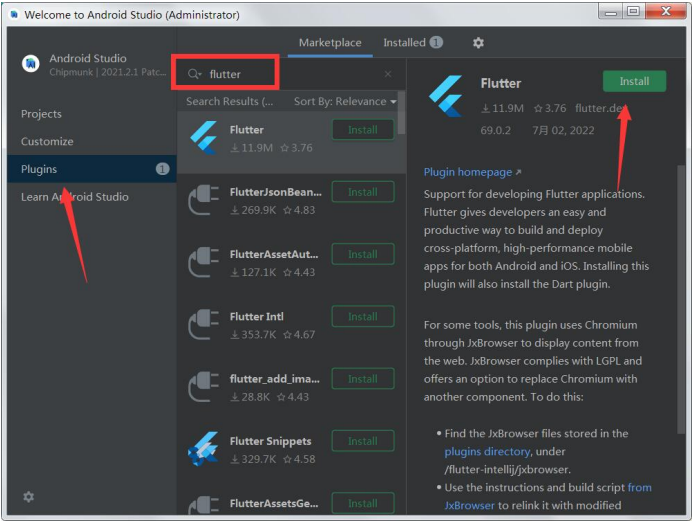 Welcome to Android Studio (Administrator)
Marketplace
Installed 1
Android Studio
Chipmunk | 2021.2.1 Patc...
Projects
Customize
Plugins 1
Learn Android Studio
flutter
Search Results (... Sort By: Relevance
Flutter
11.9M 3.76
Install
FlutterJsonBean...
269.9K 4.83
Install
FlutterAssetAut...
127.1K 4.43
Install
Flutter Intl
353.7K 4.67
Install
flutter_add_ima...
28.8K 4.43
Install
Flutter Snippets
329.7K 4.58
Install
FlutterAssetsGe...
Install
Flutter
Install
11.9M 3.76
69.0.2 7月 02, 2022
Plugin homepage
Support for developing Flutter applications.
Flutter gives developers an easy and
productive way to build and deploy
cross-platform, high-performance mobile
apps for both Android and iOS. Installing this
plugin will also install the Dart plugin.
For some tools, this plugin uses Chromium
through JxBrowser to display content from
the web. JxBrowser complies with LGPL and
offers an option to replace Chromium with
another component. To do this:
• Find the JxBrowser files stored in the
plugins directory, under
/flutter-intellij/jxbrowser.
• Use the instructions and build script from
JxBrowser to relink it with modified